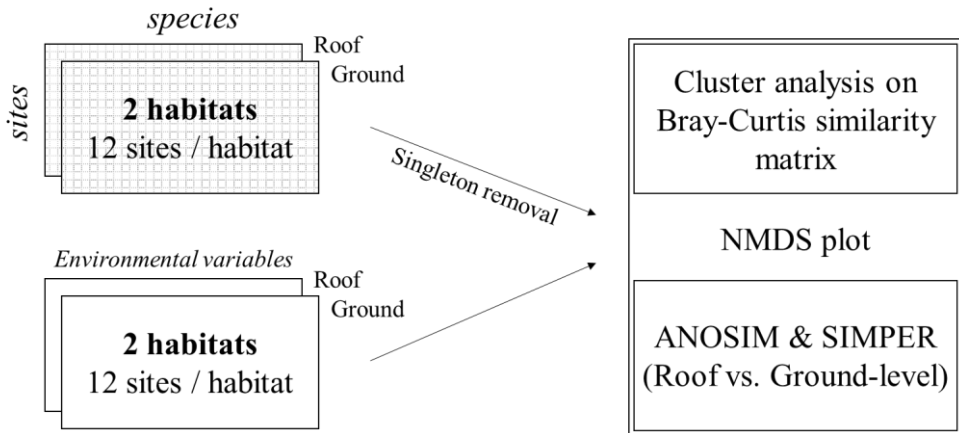 species
sites
Roof
Ground
2 habitats
12 sites / habitat
Singleton removal
Environmental variables
Roof
Ground
2 habitats
12 sites / habitat
Cluster analysis on
Bray-Curtis similarity
matrix
NMDS plot
ANOSIM & SIMPER
(Roof vs. Ground-level)